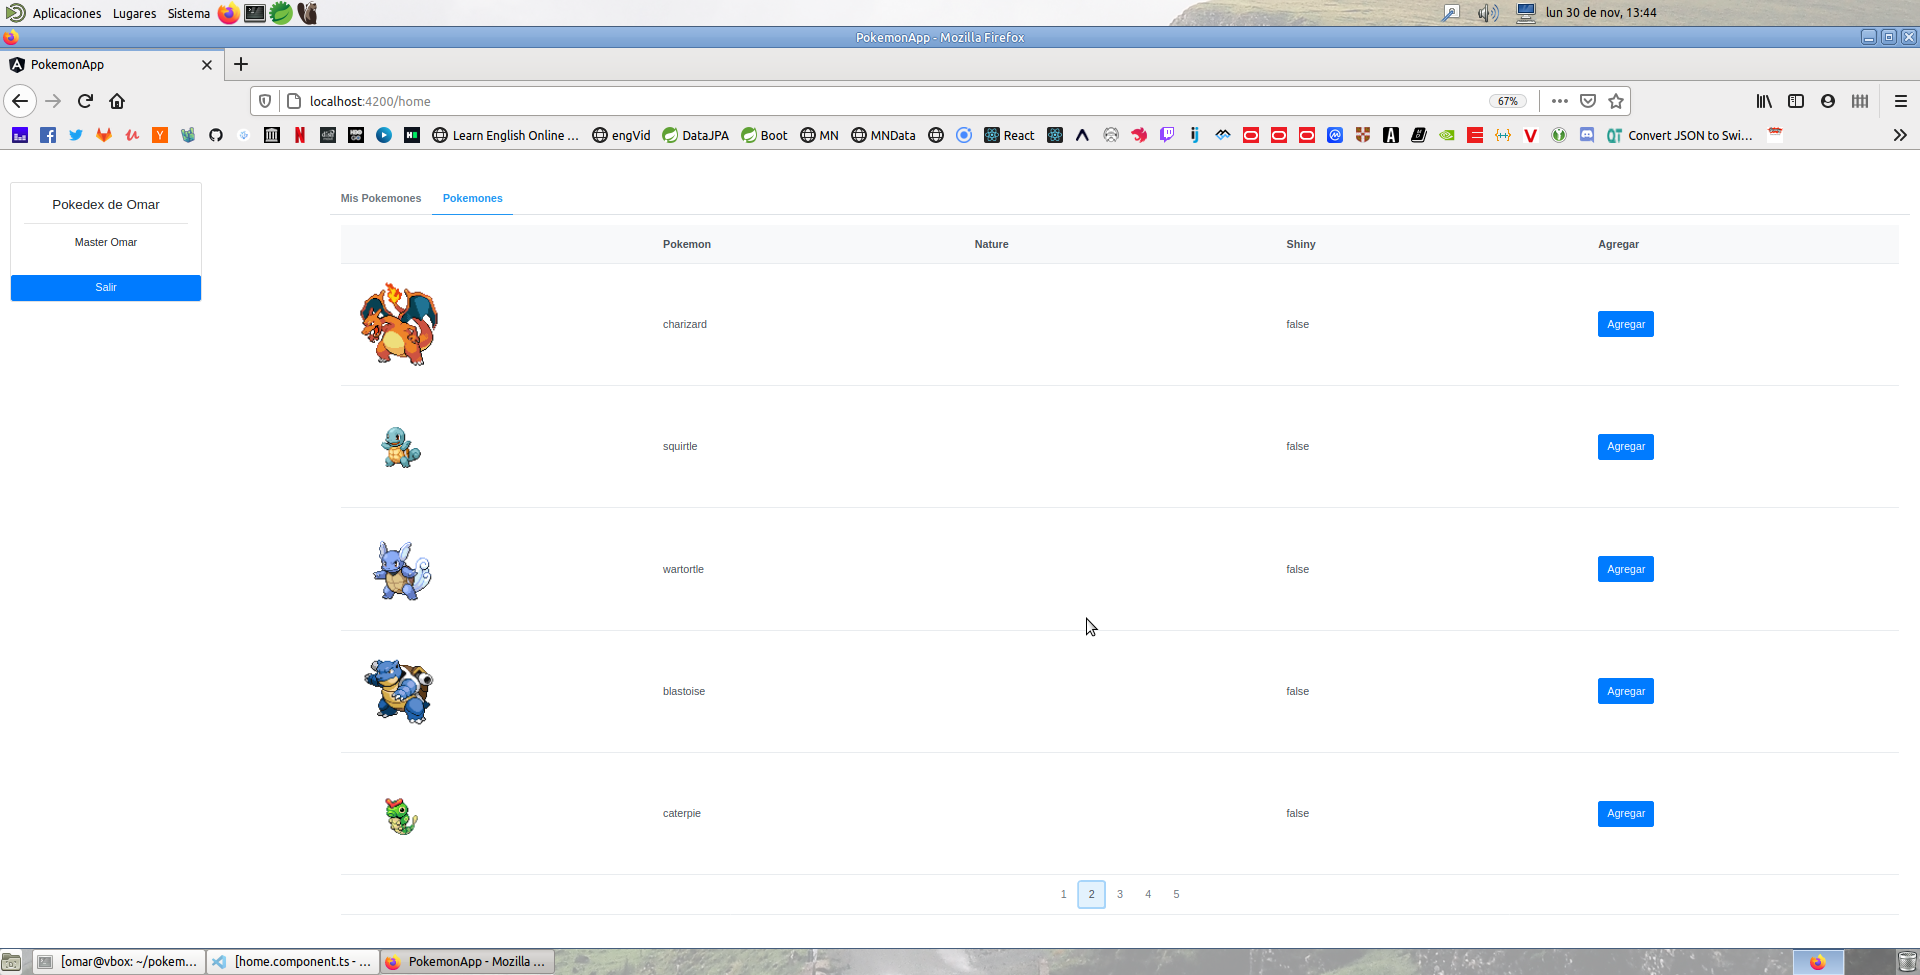 Aplicaciones Lugares Sistema lun 30 de nov, 13:44
PokemonApp - Mozilla Firefox
PokemonApp
localhost:4200/home 67%
Learn English Online ... engVid DataJPA Boot MN MNData React Convert JSON to Swi...
Pokedex de Omar
Master Omar
Salir
Mis Pokemones Pokemones
Pokemon Nature Shiny Agregar
charizard false Agregar
squirtle false Agregar
wartortle false Agregar
blastoise false Agregar
caterpie false Agregar
1 2 3 4 5
[omar@vbox: ~/pokem... [home.component.ts - ... PokemonApp - Mozilla ...